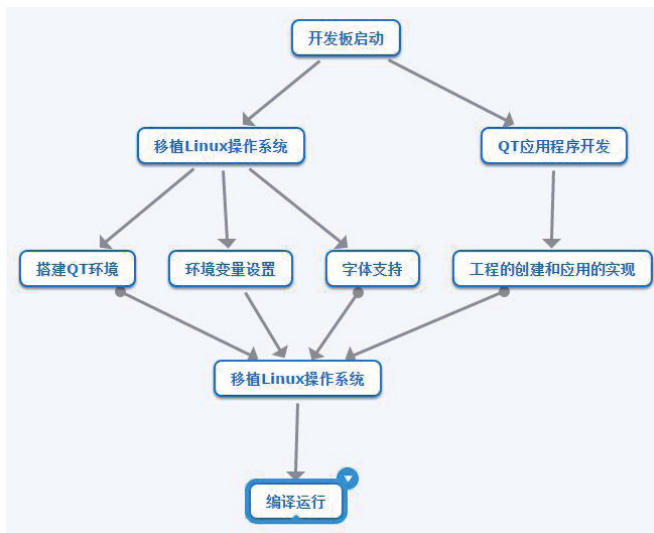 开发板启动
移植Linux操作系统
QT应用程序开发
搭建QT环境
环境变量设置
字体支持
工程的创建和应用的实现
移植Linux操作系统
编译运行